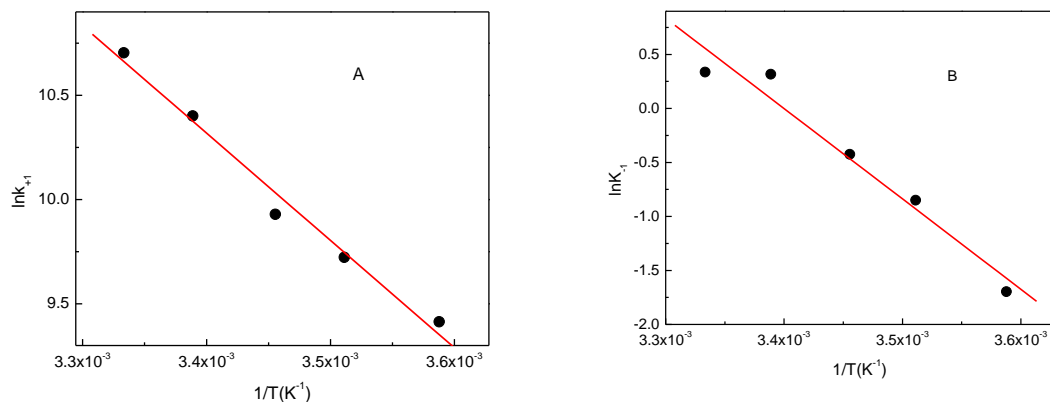 A
10.5
10.0
9.5
lnk+1
3.3x10-3
3.4x10-3
3.5x10-3
3.6x10-3
1/T(K-1)
B
0.5
0.0
-0.5
-1.0
-1.5
-2.0
lnK-1
3.3x10-3
3.4x10-3
3.5x10-3
3.6x10-3
1/T(K-1)